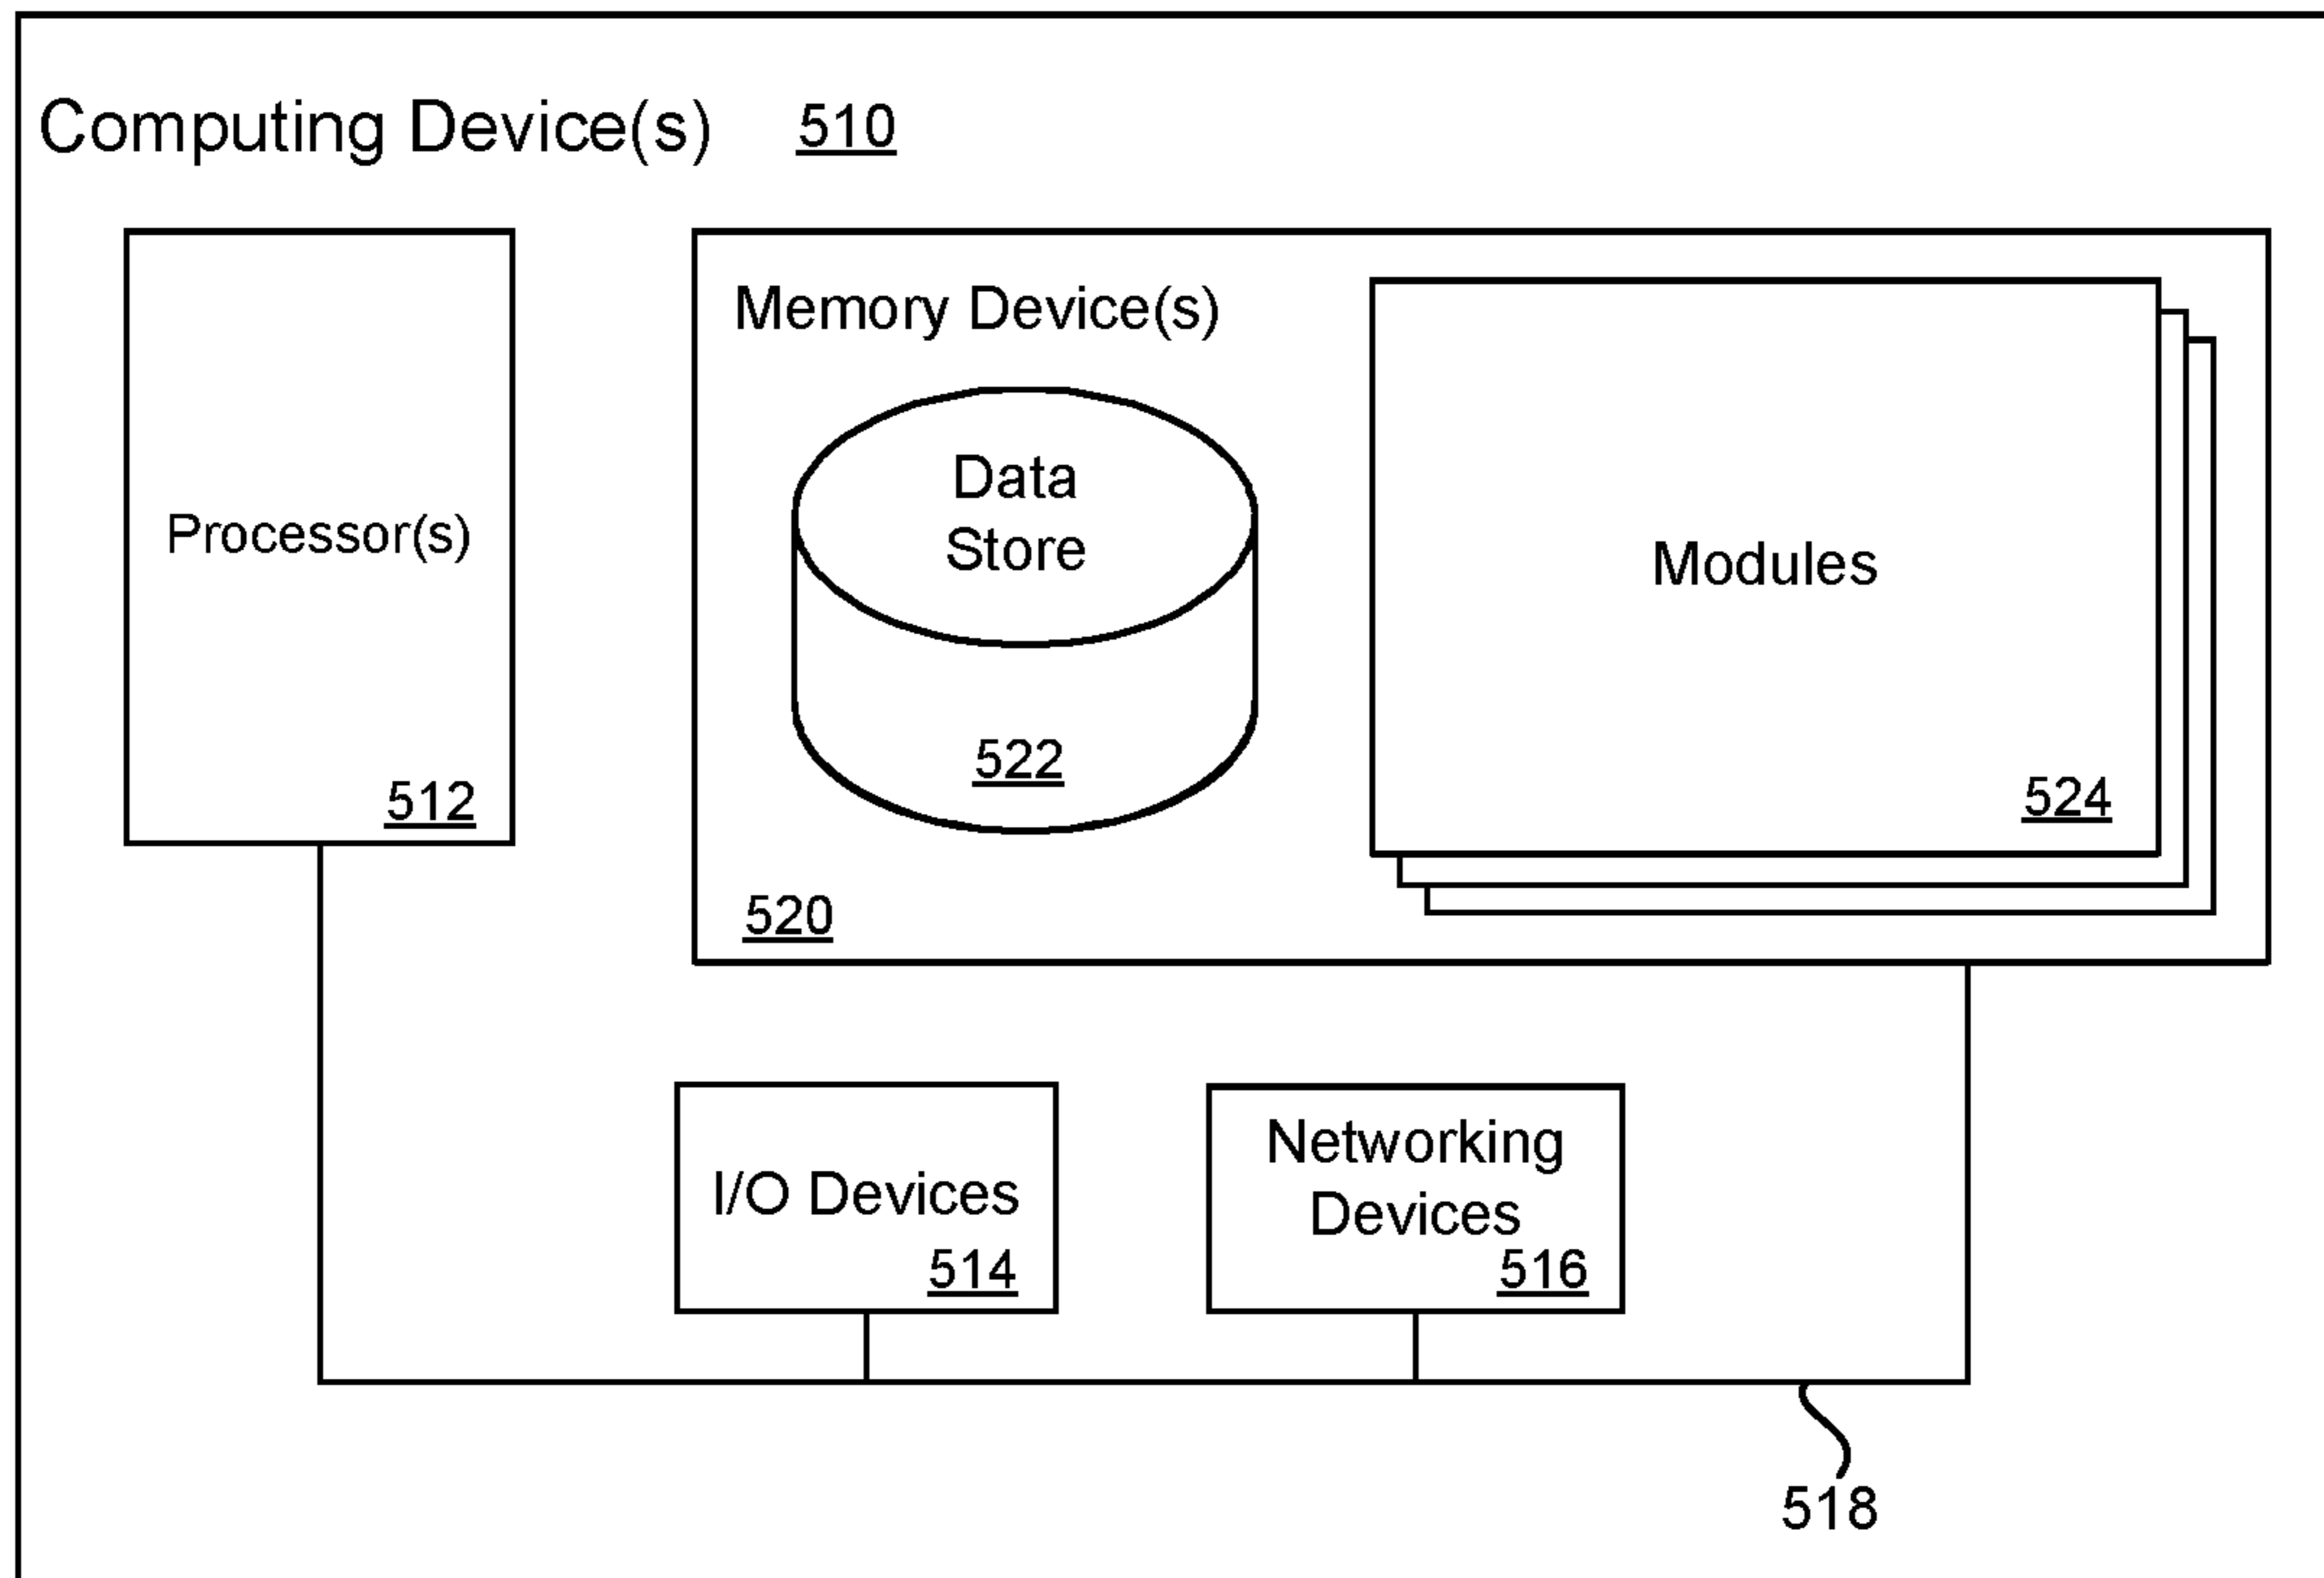 Computing Device(s) 510
Processor(s)
512
Memory Device(s)
Data
Store
522
520
Modules
524
I/O Devices
514
Networking
Devices
516
518